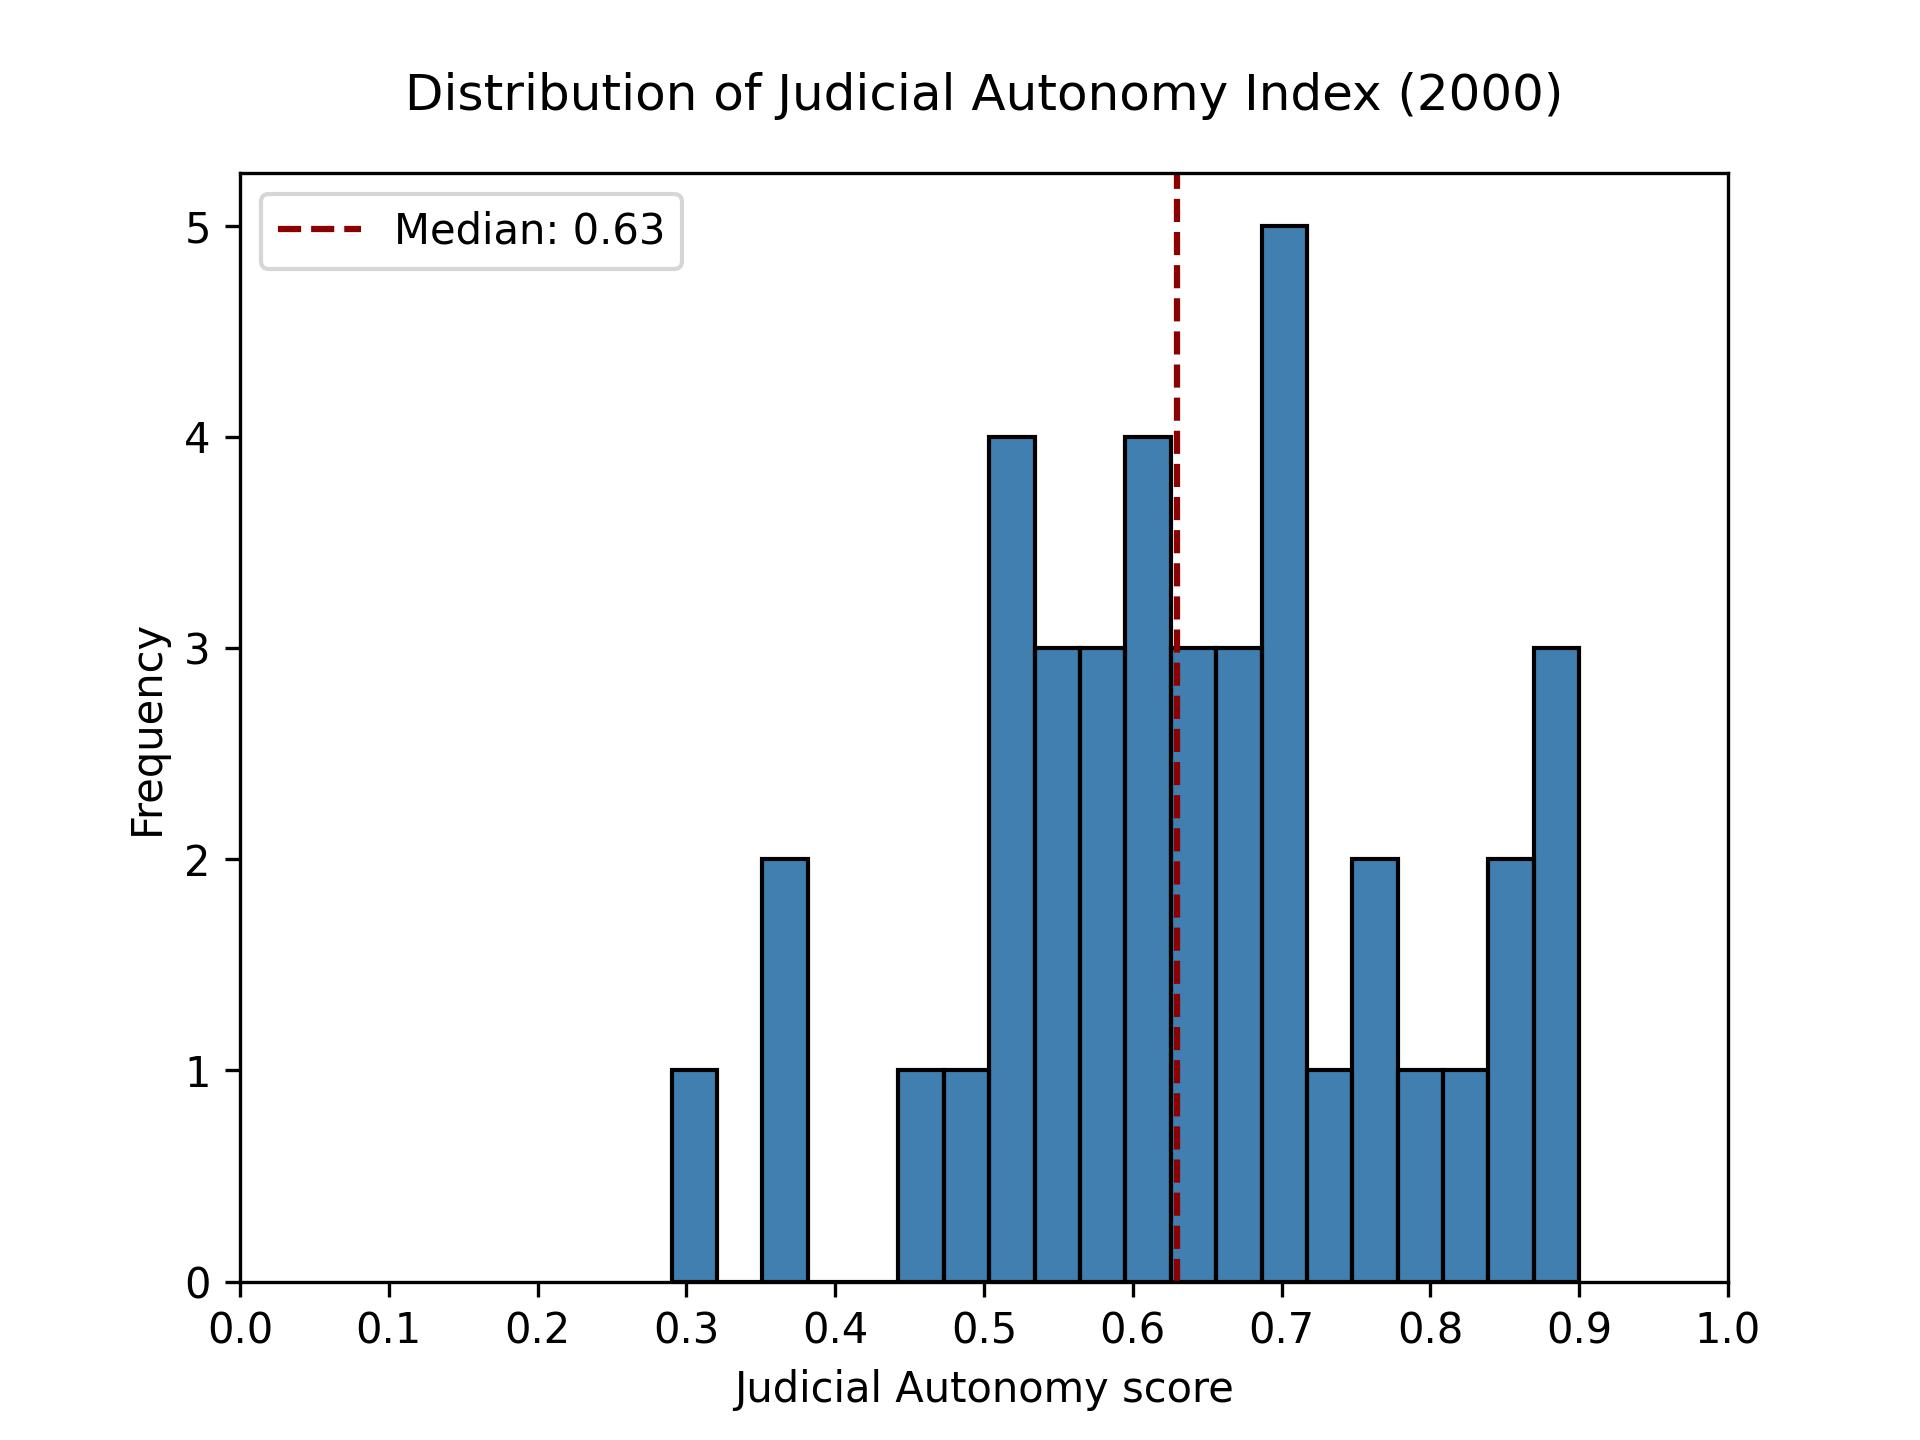 Distribution of Judicial Autonomy Index (2000)
Median: 0.63
5
4
3
2
1
0
Frequency
0.0 0.1 0.2 0.3 0.4 0.5 0.6 0.7 0.8 0.9 1.0
Judicial Autonomy score